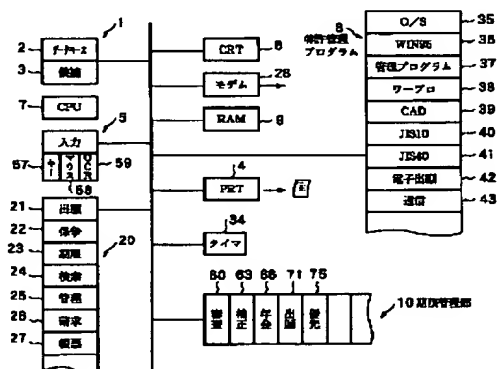 1
2
データベース
3
候補
7
CPU
5
入力
57
キー
マウス
OCR
59
58
21
出願
22
23
期限
24
検索
25
管理
26
請求
27
帳票
20
CRT
6
モデム
28
RAM
9
4
PRT
34
タイマ
60
63
66
71
75
審査
補正
年金
出願
優先
10 期限管理部
8
特許管理
プログラム
O/S
35
WIN95
36
管理プログラム
37
ワープロ
38
CAD
39
JIS10
40
JIS40
41
電子出願
42
通信
43